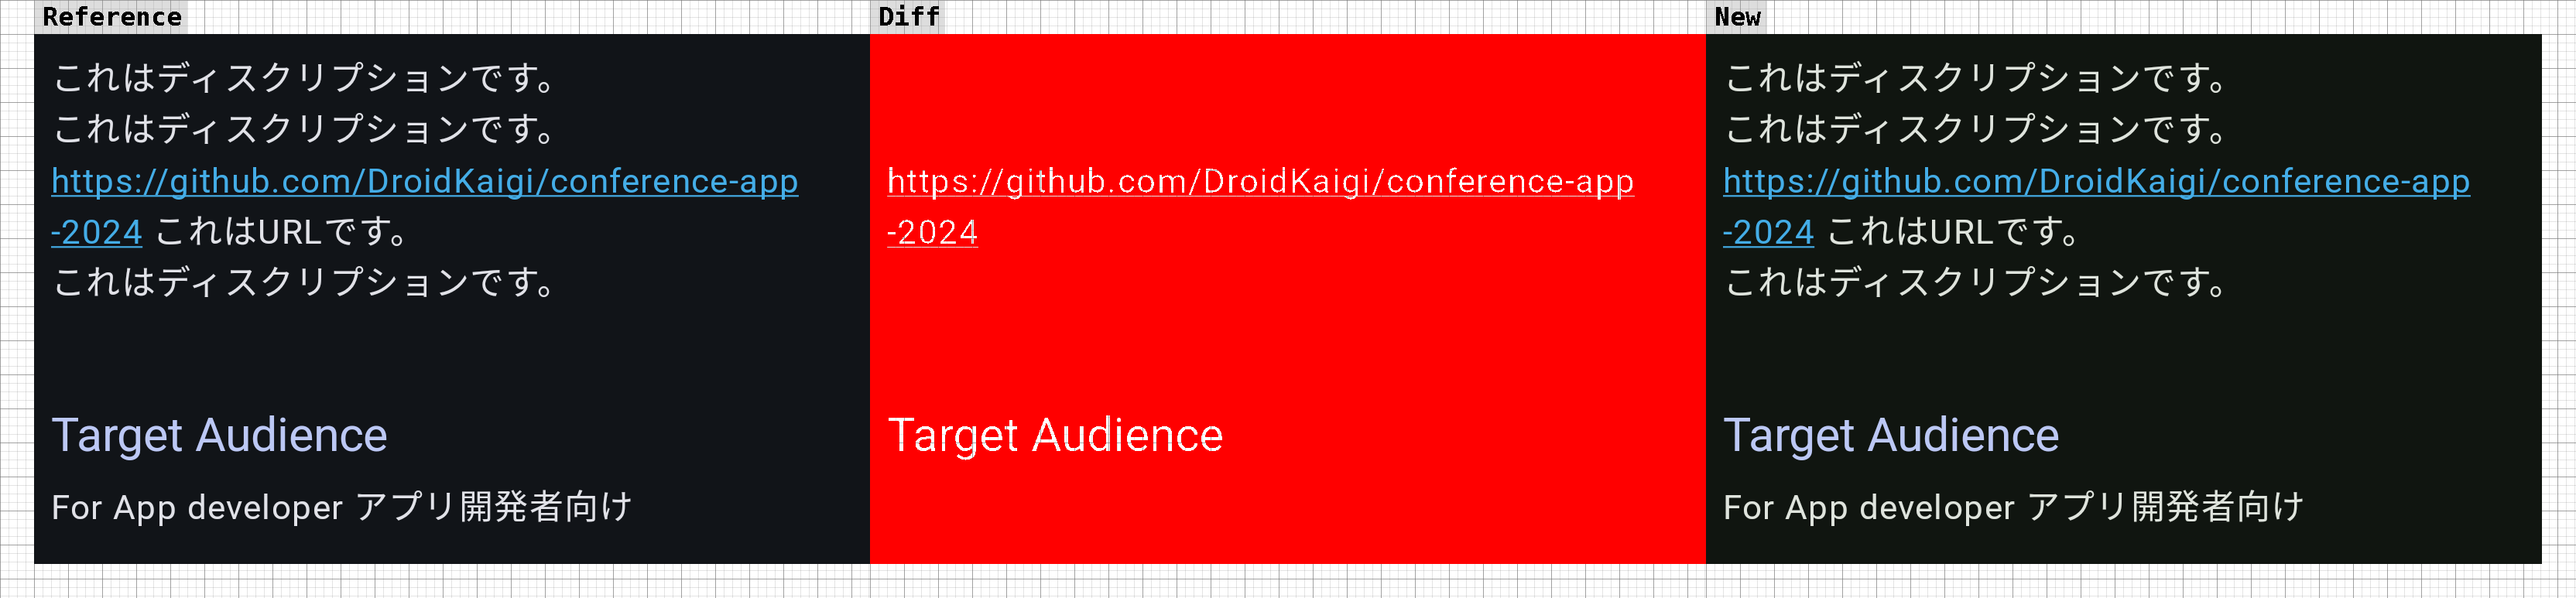 Reference
これはディスクリプションです。
これはディスクリプションです。
https://github.com/DroidKaigi/conference-app
-2024 これはURLです。
これはディスクリプションです。
Target Audience
For App developer アプリ開発者向け
Diff
https://github.com/DroidKaigi/conference-app
-2024
Target Audience
New
これはディスクリプションです。
これはディスクリプションです。
https://github.com/DroidKaigi/conference-app
-2024 これはURLです。
これはディスクリプションです。
Target Audience
For App developer アプリ開発者向け